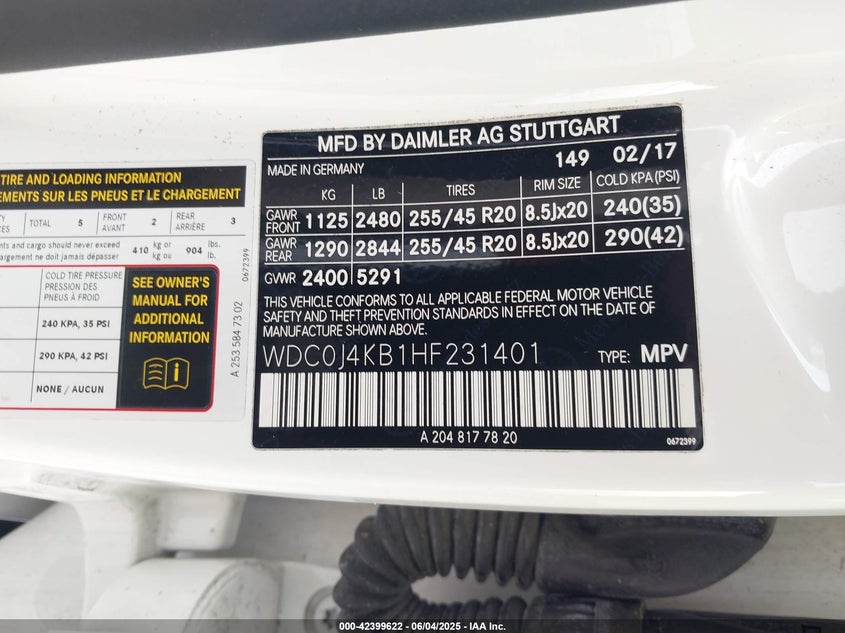 TIRE AND LOADING INFORMATION
SUR LES PNEUS ET LE CHARGEMENT
TOTAL 5 FRONT AVANT 2 REAR ARRIÈRE 3
and cargo should never exceed 410 kg or kg ou 904 lbs. lb.
ne doit jamais dépasser
COLD TIRE PRESSURE
PRESSION DES
PNEUS À FROID
240 KPA, 35 PSI
290 KPA, 42 PSI
NONE / AUCUN
SEE OWNER'S
MANUAL FOR
ADDITIONAL
INFORMATION
0672399
A 253 584 73 02
MFD BY DAIMLER AG STUTTGART
MADE IN GERMANY 149 02/17
KG LB TIRES RIM SIZE COLD KPA(PSI)
GAWR FRONT 1125 2480 255/45 R20 8.5Jx20 240(35)
GAWR REAR 1290 2844 255/45 R20 8.5Jx20 290(42)
GVWR 2400 5291
THIS VEHICLE CONFORMS TO ALL APPLICABLE FEDERAL MOTOR VEHICLE
SAFETY AND THEFT PREVENTION STANDARDS IN EFFECT ON THE DATE OF
MANUFACTURE SHOWN ABOVE.
WDC0J4KB1HF231401 TYPE: MPV
A 204 817 78 20
0672399
000-42399622 - 06/04/2025 - IAA Inc.